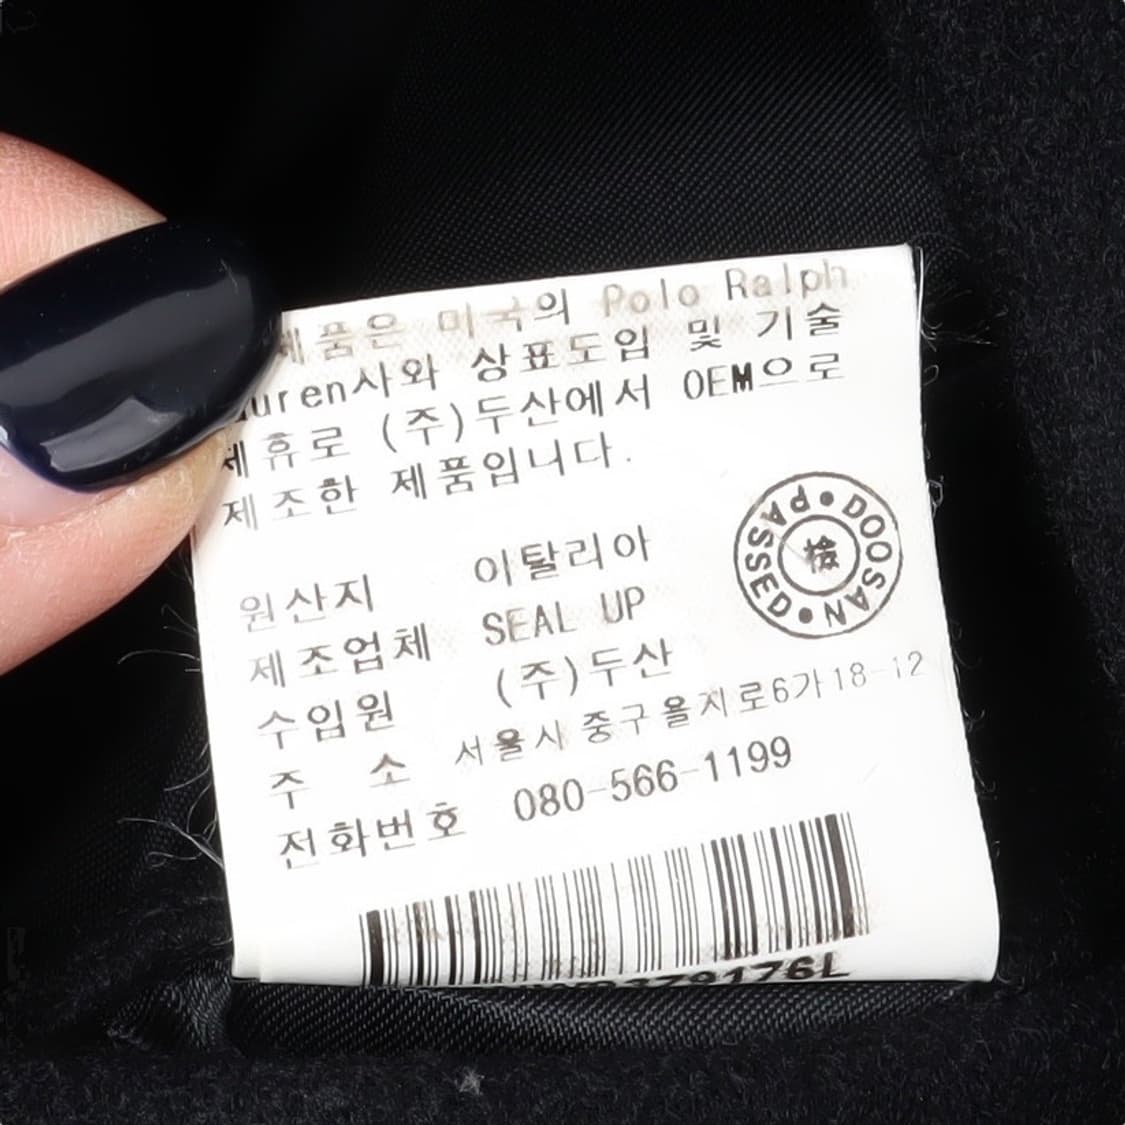 제품은 미국의 Polo Ralph
uren사와 상표도입 및 기술
제휴로 (주)두산에서 OEM으로
제조한 제품입니다.
원산지 이탈리아
제조업체 SEAL UP
수입원 (주)두산
주 소 서울시 중구을지로6가18-12
전화번호 080-566-1199
PASSED • DOOSAN •
檢
379176L